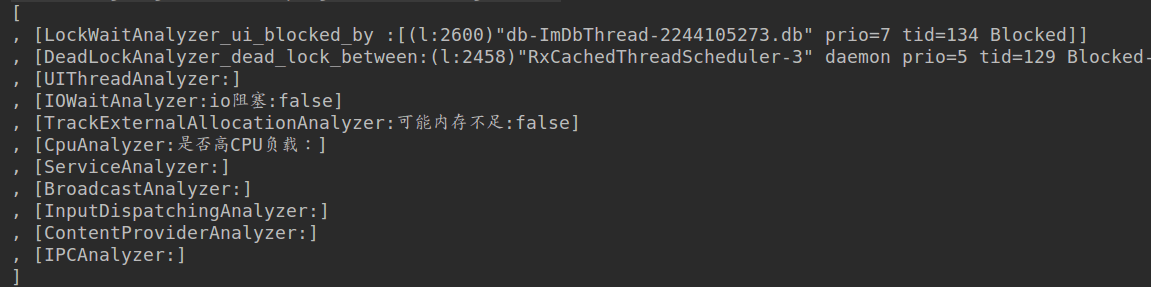 [
, [LockWaitAnalyzer_ui_blocked_by :[(l:2600)"db-ImDbThread-2244105273.db" prio=7 tid=134 Blocked]]
, [DeadLockAnalyzer_dead_lock_between:(l:2458)"RxCachedThreadScheduler-3" daemon prio=5 tid=129 Blocked-
, [UIThreadAnalyzer:]
, [IOWaitAnalyzer:io阻塞:false]
, [TrackExternalAllocationAnalyzer:可能内存不足:false]
, [CpuAnalyzer:是否高CPU负载：]
, [ServiceAnalyzer:]
, [BroadcastAnalyzer:]
, [InputDispatchingAnalyzer:]
, [ContentProviderAnalyzer:]
, [IPCAnalyzer:]
]